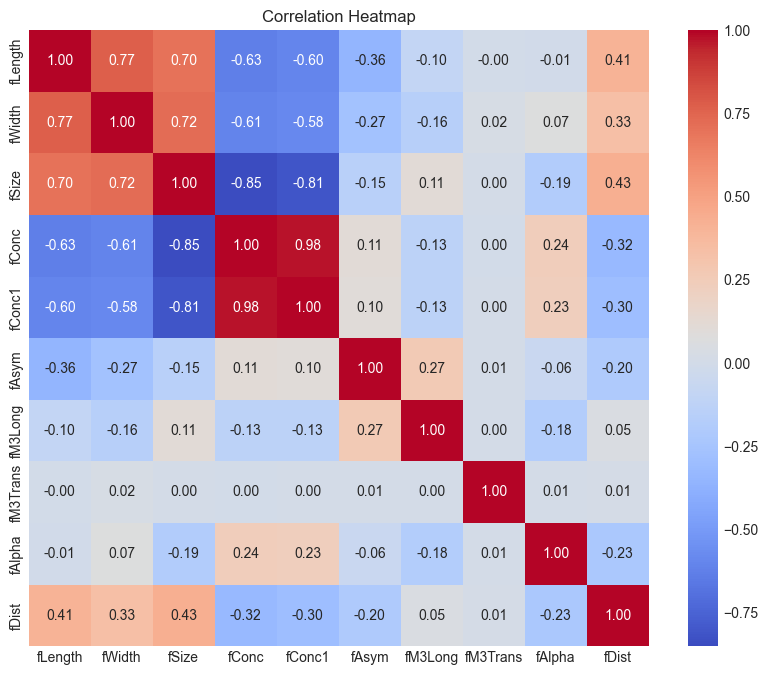 Correlation Heatmap
fLength 1.00 0.77 0.70 -0.63 -0.60 -0.36 -0.10 -0.00 -0.01 0.41
fWidth 0.77 1.00 0.72 -0.61 -0.58 -0.27 -0.16 0.02 0.07 0.33
fSize 0.70 0.72 1.00 -0.85 -0.81 -0.15 0.11 0.00 -0.19 0.43
fConc -0.63 -0.61 -0.85 1.00 0.98 0.11 -0.13 0.00 0.24 -0.32
fConc1 -0.60 -0.58 -0.81 0.98 1.00 0.10 -0.13 0.00 0.23 -0.30
fAsym -0.36 -0.27 -0.15 0.11 0.10 1.00 0.27 0.01 -0.06 -0.20
fM3Long -0.10 -0.16 0.11 -0.13 -0.13 0.27 1.00 0.00 -0.18 0.05
fM3Trans -0.00 0.02 0.00 0.00 0.00 0.01 0.00 1.00 0.01 0.01
fAlpha -0.01 0.07 -0.19 0.24 0.23 -0.06 -0.18 0.01 1.00 -0.23
fDist 0.41 0.33 0.43 -0.32 -0.30 -0.20 0.05 0.01 -0.23 1.00
fLength fWidth fSize fConc fConc1 fAsym fM3Long fM3Trans fAlpha fDist
1.00
0.75
0.50
0.25
0.00
−0.25
−0.50
−0.75